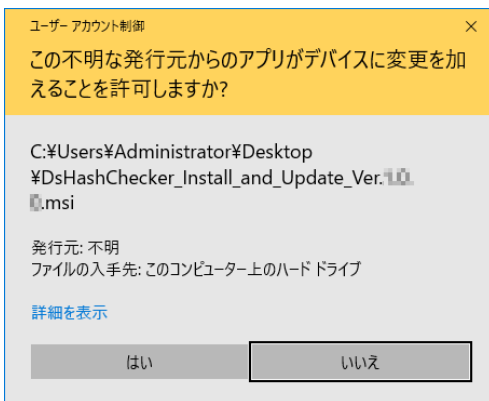 ユーザー アカウント制御
この不明な発行元からのアプリがデバイスに変更を加
えることを許可しますか?
C:¥Users¥Administrator¥Desktop
¥DsHashChecker_Install_and_Update_Ver.
.msi
発行元: 不明
ファイルの入手先: このコンピューター上のハード ドライブ
詳細を表示
はい
いいえ